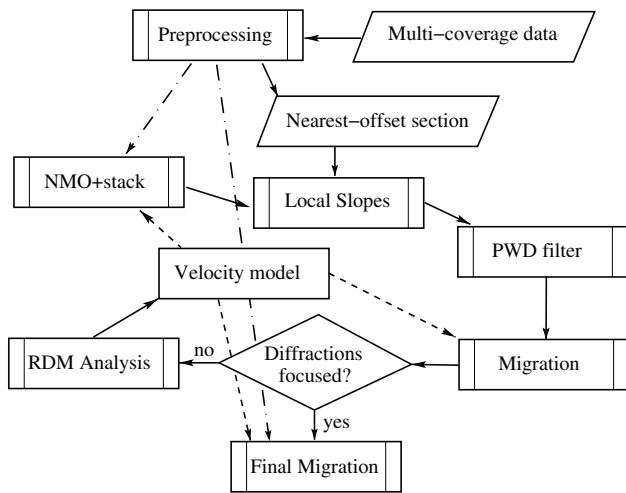 Preprocessing
Multi−coverage data
Nearest−offset section
NMO+stack
Local Slopes
PWD filter
Velocity model
no
Diffractions
focused?
RDM Analysis
Migration
yes
Final Migration